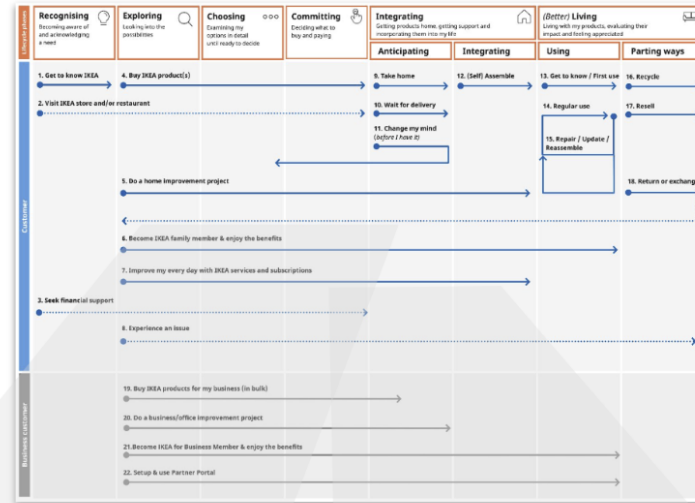 Lifecycle phases
Recognising
Becoming aware of
and acknowledging
a need
Exploring
Looking into the
possibilities
Choosing
Examining my
options in detail
until ready to decide
Committing
Deciding what to
buy and paying
Integrating
Getting products home, getting support and
incorporating them into my life
(Better) Living
Living with my products, evaluating their
impact and feeling appreciated
Anticipating
Integrating
Using
Parting ways
Customer
1. Get to know IKEA
4. Buy IKEA product(s)
9. Take home
12. (Self) Assemble
13. Get to know / First use
16. Recycle
2. Visit IKEA store and/or restaurant
10. Wait for delivery
14. Regular use
17. Resell
11. Change my mind
(before I have it)
15. Repair / Update /
Reassemble
5. Do a home improvement project
18. Return or exchang
6. Become IKEA family member & enjoy the benefits
7. Improve my every day with IKEA services and subscriptions
3. Seek financial support
8. Experience an issue
Business customer
19. Buy IKEA products for my business (in bulk)
20. Do a business/office improvement project
21.Become IKEA for Business Member & enjoy the benefits
22. Setup & use Partner Portal